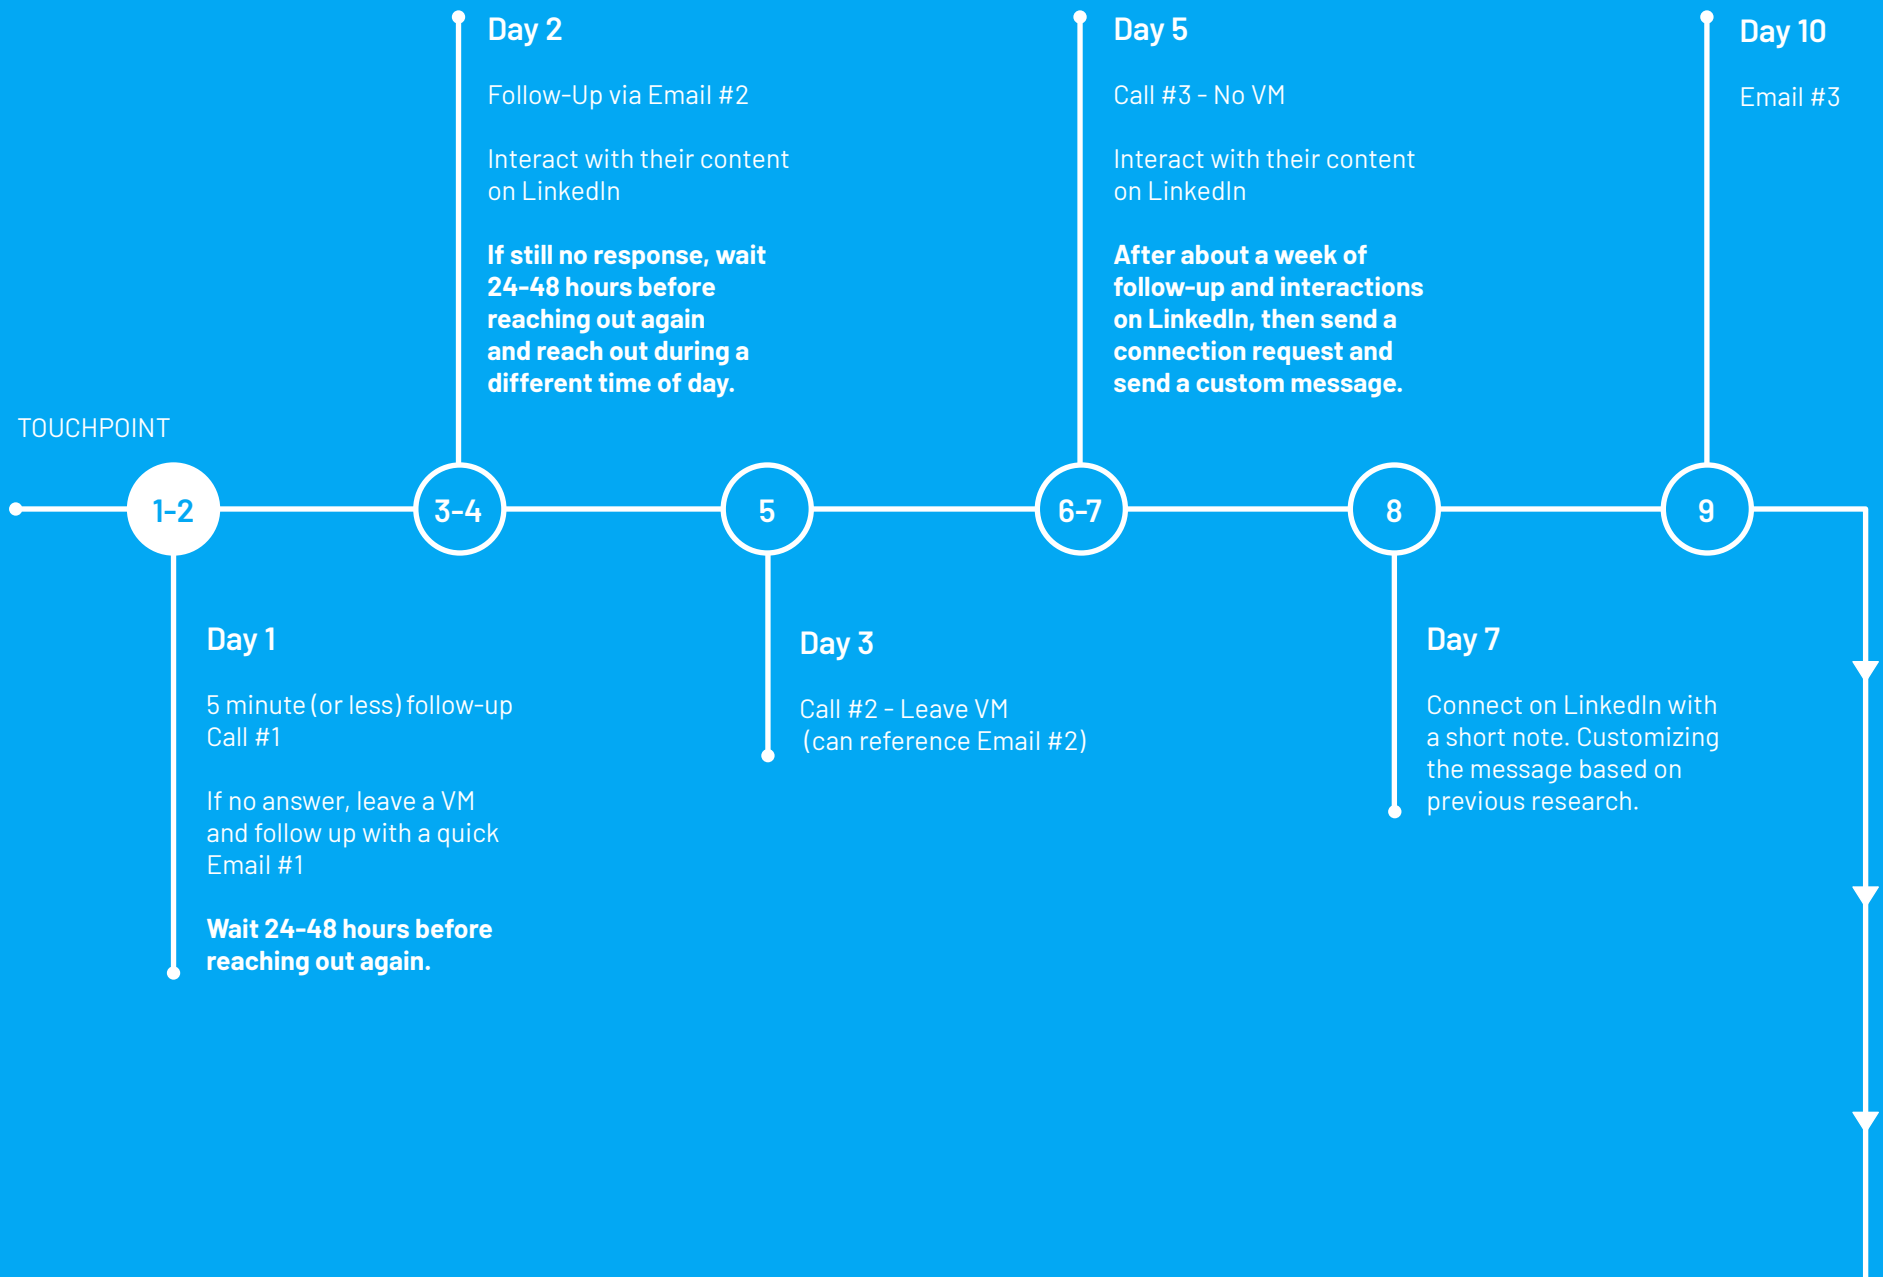 TOUCHPOINT
1-2
Day 1
5 minute (or less) follow-up
Call #1
If no answer, leave a VM
and follow up with a quick
Email #1
Wait 24-48 hours before
reaching out again.
3-4
Day 2
Follow-Up via Email #2
Interact with their content
on LinkedIn
If still no response, wait
24-48 hours before
reaching out again
and reach out during a
different time of day.
5
Day 3
Call #2 - Leave VM
(can reference Email #2)
6-7
Day 5
Call #3 - No VM
Interact with their content
on LinkedIn
After about a week of
follow-up and interactions
on LinkedIn, then send a
connection request and
send a custom message.
8
Day 7
Connect on LinkedIn with
a short note. Customizing
the message based on
previous research.
9
Day 10
Email #3